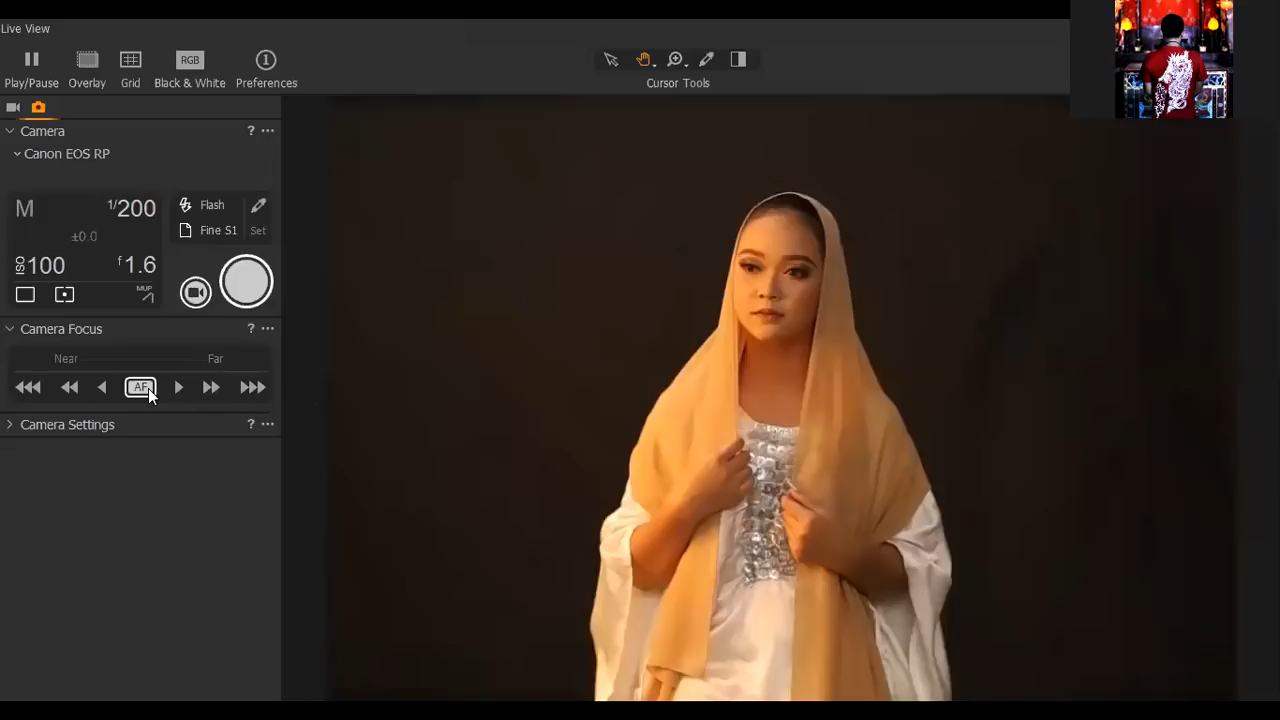 Live View
Play/Pause
Overlay
Grid
RGB
Black & White
Preferences
Cursor Tools
Camera ? ...
Canon EOS RP
M 1/200
±0.0
ISO 100 f 1.6
MUP
Flash
Fine S1
Set
Camera Focus ? ...
Near Far
AF
Camera Settings ? ...